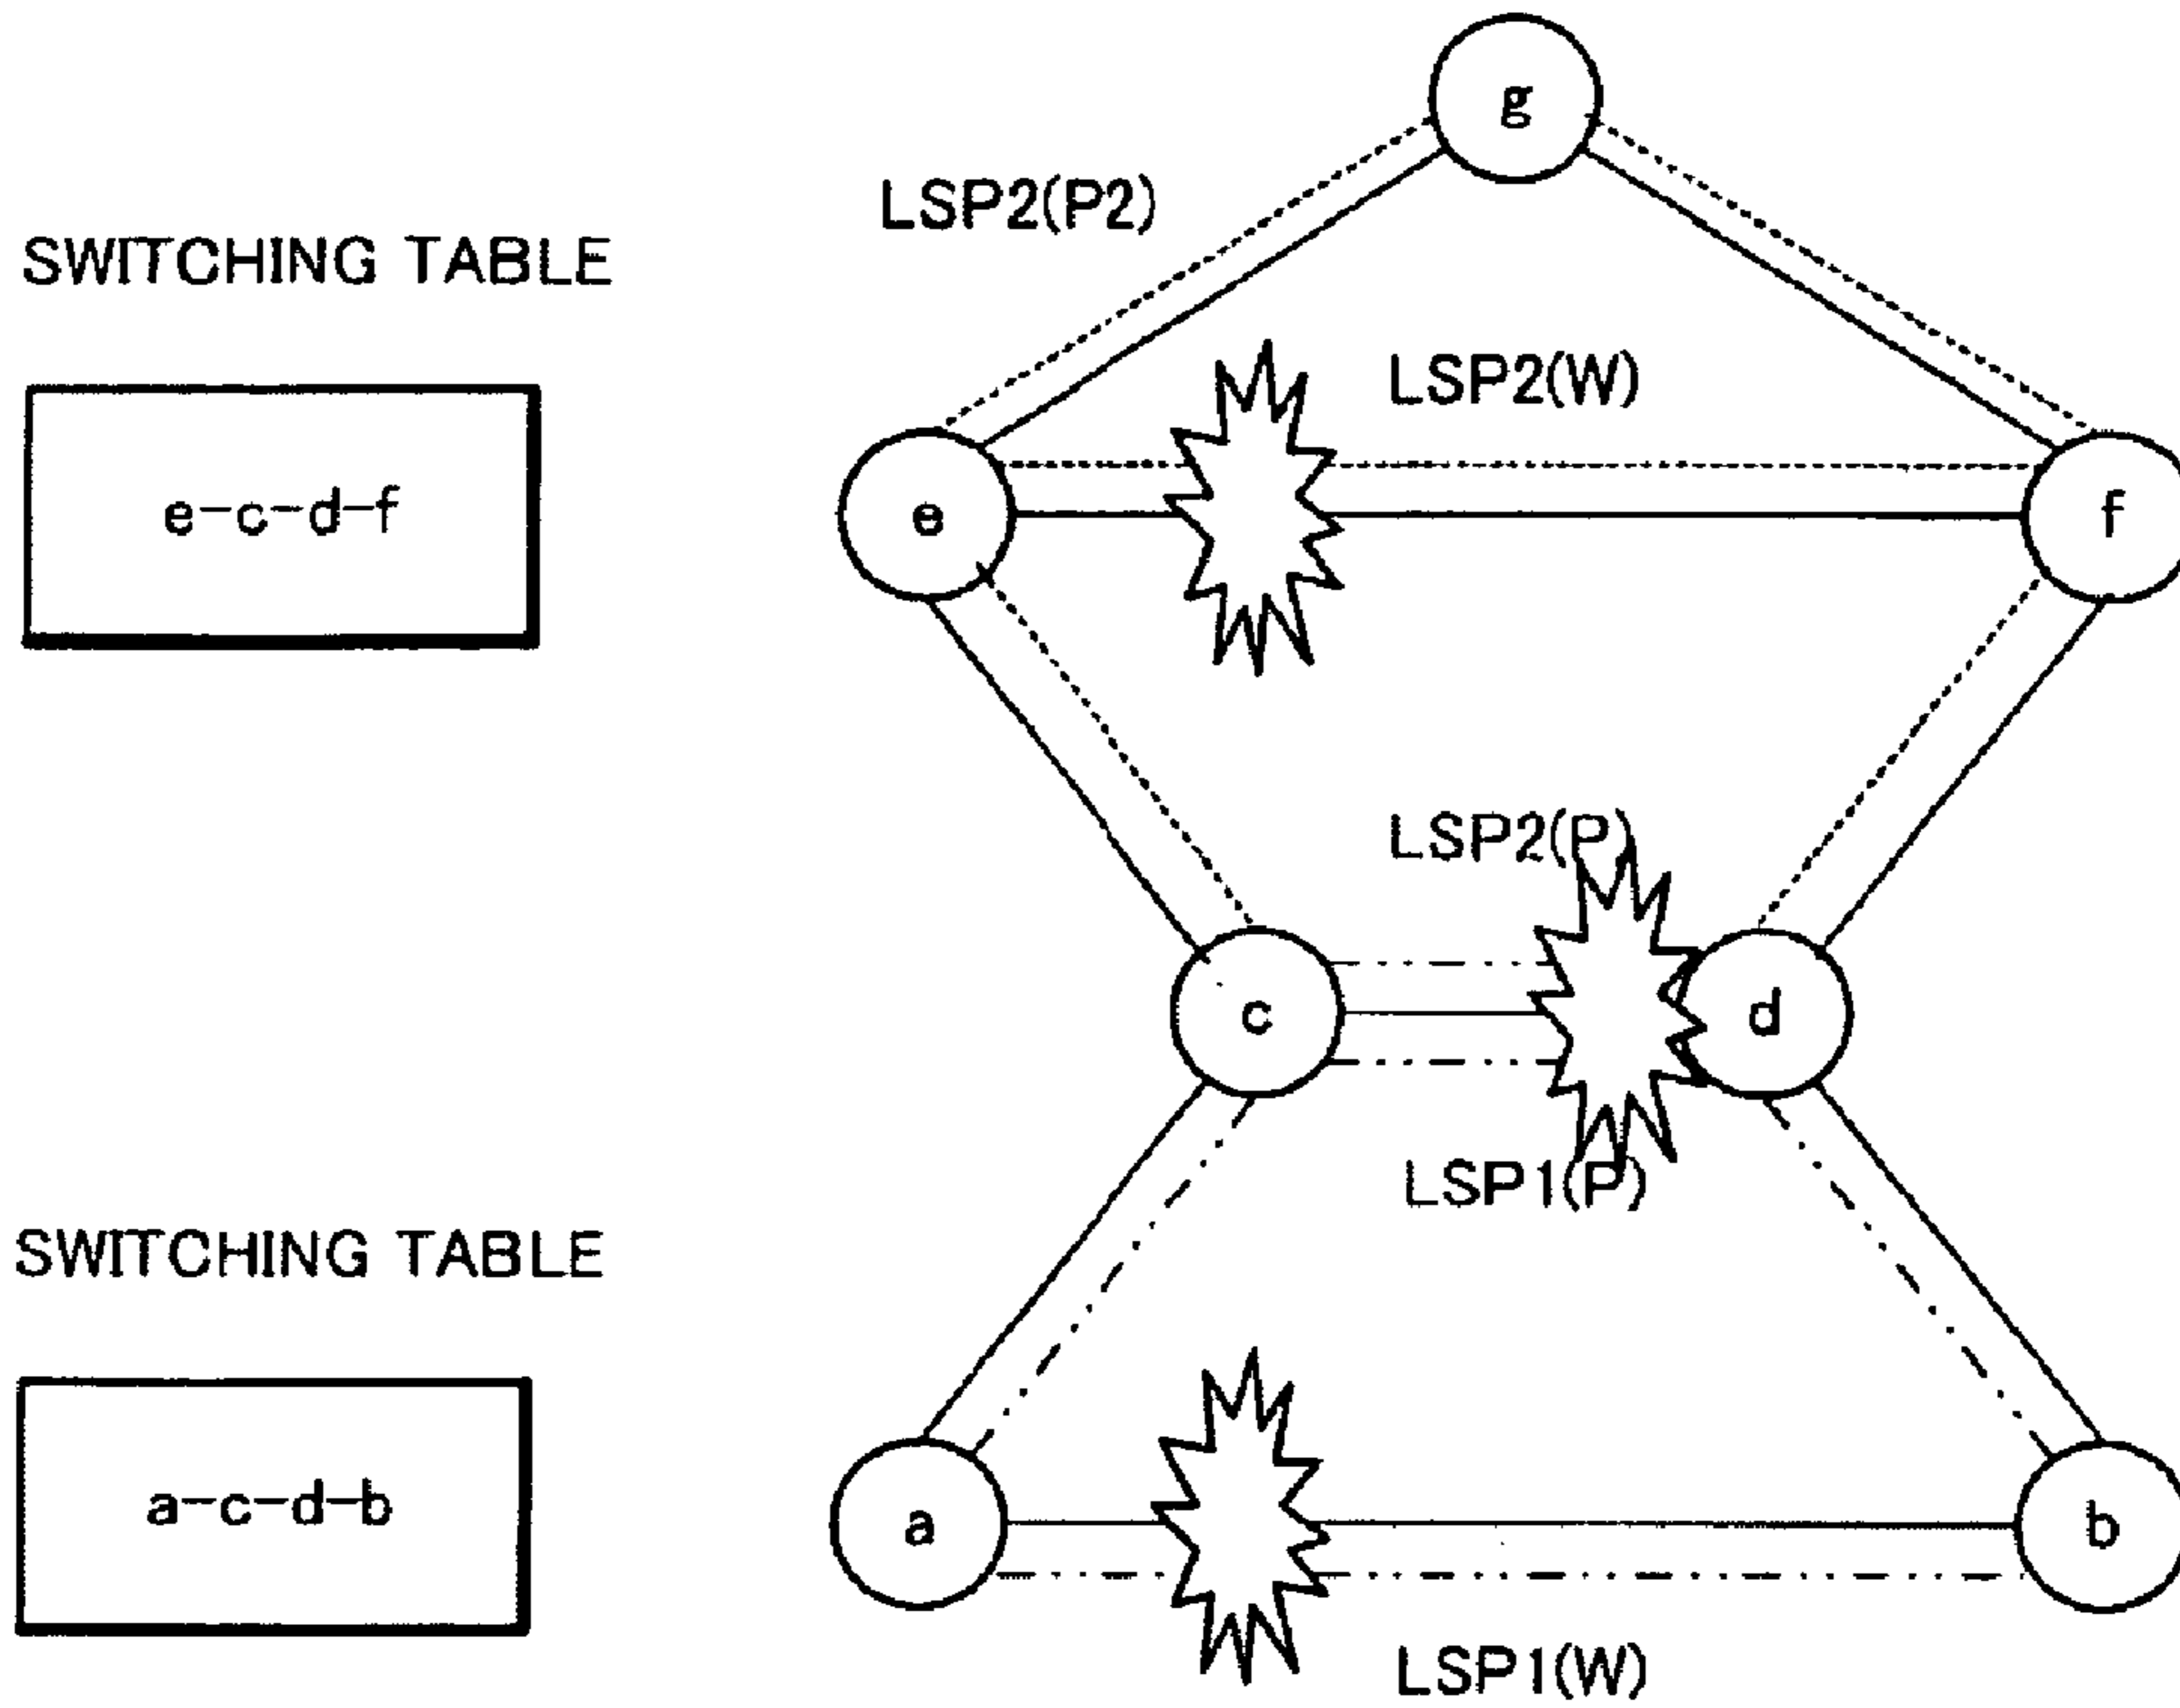 g
LSP2(P2)
SWITCHING TABLE
LSP2(W)
e-c-d-f
e
f
LSP2(P)
c
d
LSP1(P)
SWITCHING TABLE
a-c-d-b
a
b
LSP1(W)